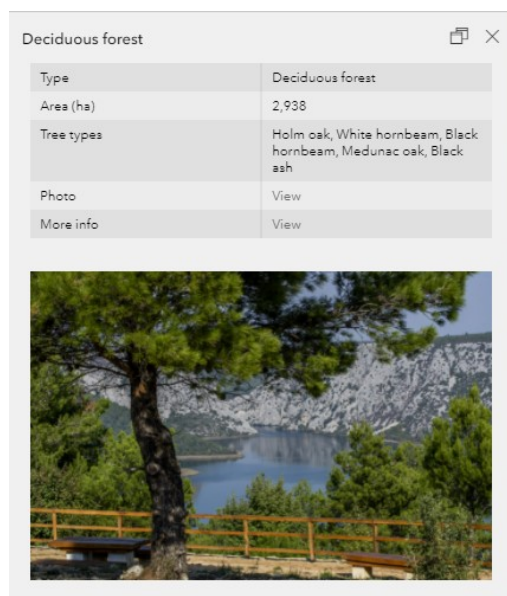 Deciduous forest
Type Deciduous forest
Area (ha) 2,938
Tree types Holm oak, White hornbeam, Black
hornbeam, Medunac oak, Black
ash
Photo View
More info View